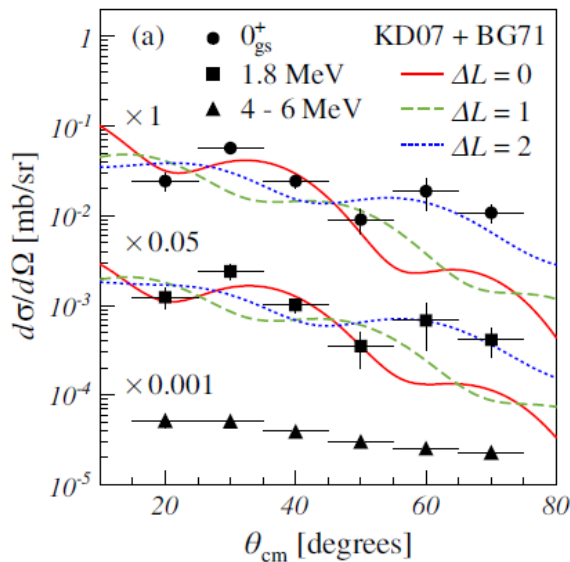 (a)
0⁺gs
1.8 MeV
4 - 6 MeV
KD07 + BG71
ΔL = 0
ΔL = 1
ΔL = 2
×1
×0.05
×0.001
dσ/dΩ [mb/sr]
1
10⁻¹
10⁻²
10⁻³
10⁻⁴
10⁻⁵
20 40 60 80
θcm [degrees]